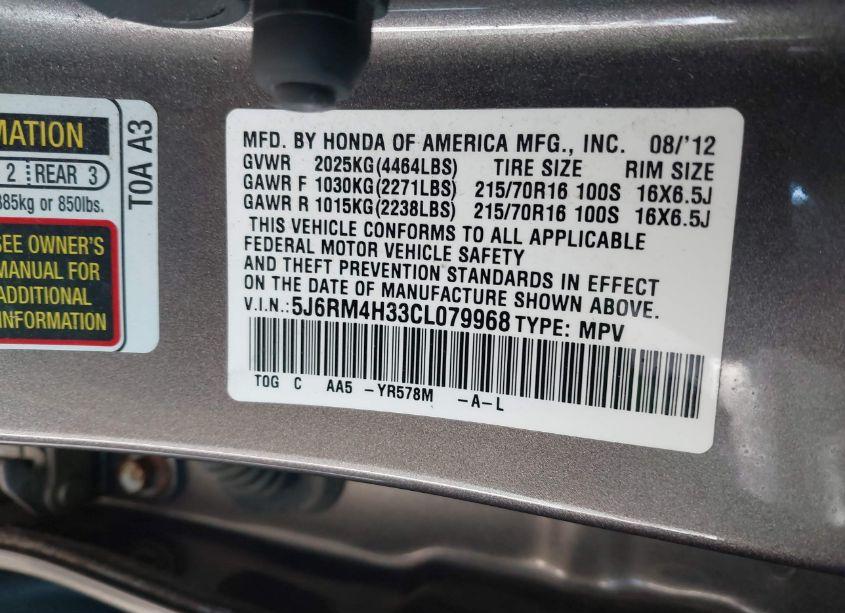 MATION
2 REAR 3
385kg or 850lbs.
SEE OWNER'S
MANUAL FOR
ADDITIONAL
INFORMATION
TOA A3
MFD. BY HONDA OF AMERICA MFG., INC. 08/'12
GVWR 2025KG(4464LBS) TIRE SIZE RIM SIZE
GAWR F 1030KG(2271LBS) 215/70R16 100S 16X6.5J
GAWR R 1015KG(2238LBS) 215/70R16 100S 16X6.5J
THIS VEHICLE CONFORMS TO ALL APPLICABLE
FEDERAL MOTOR VEHICLE SAFETY
AND THEFT PREVENTION STANDARDS IN EFFECT
ON THE DATE OF MANUFACTURE SHOWN ABOVE.
V.I.N.:5J6RM4H33CL079968 TYPE: MPV
TOG C AA5 -YR578M -A-L